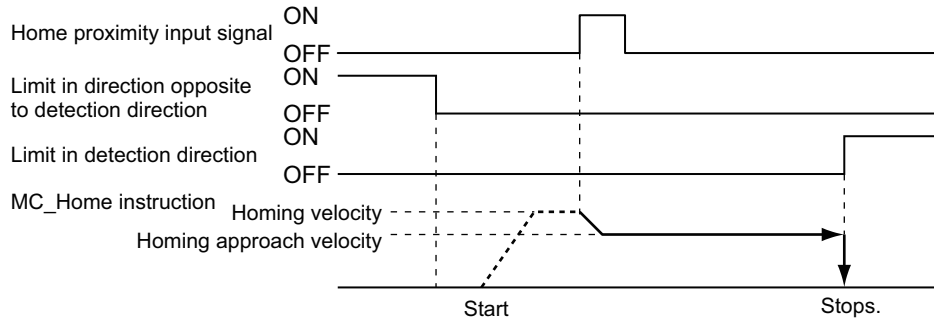 ON
Home proximity input signal
OFF
ON
Limit in direction opposite
to detection direction
OFF
ON
Limit in detection direction
OFF
MC_Home instruction
Homing velocity
Homing approach velocity
Start
Stops.